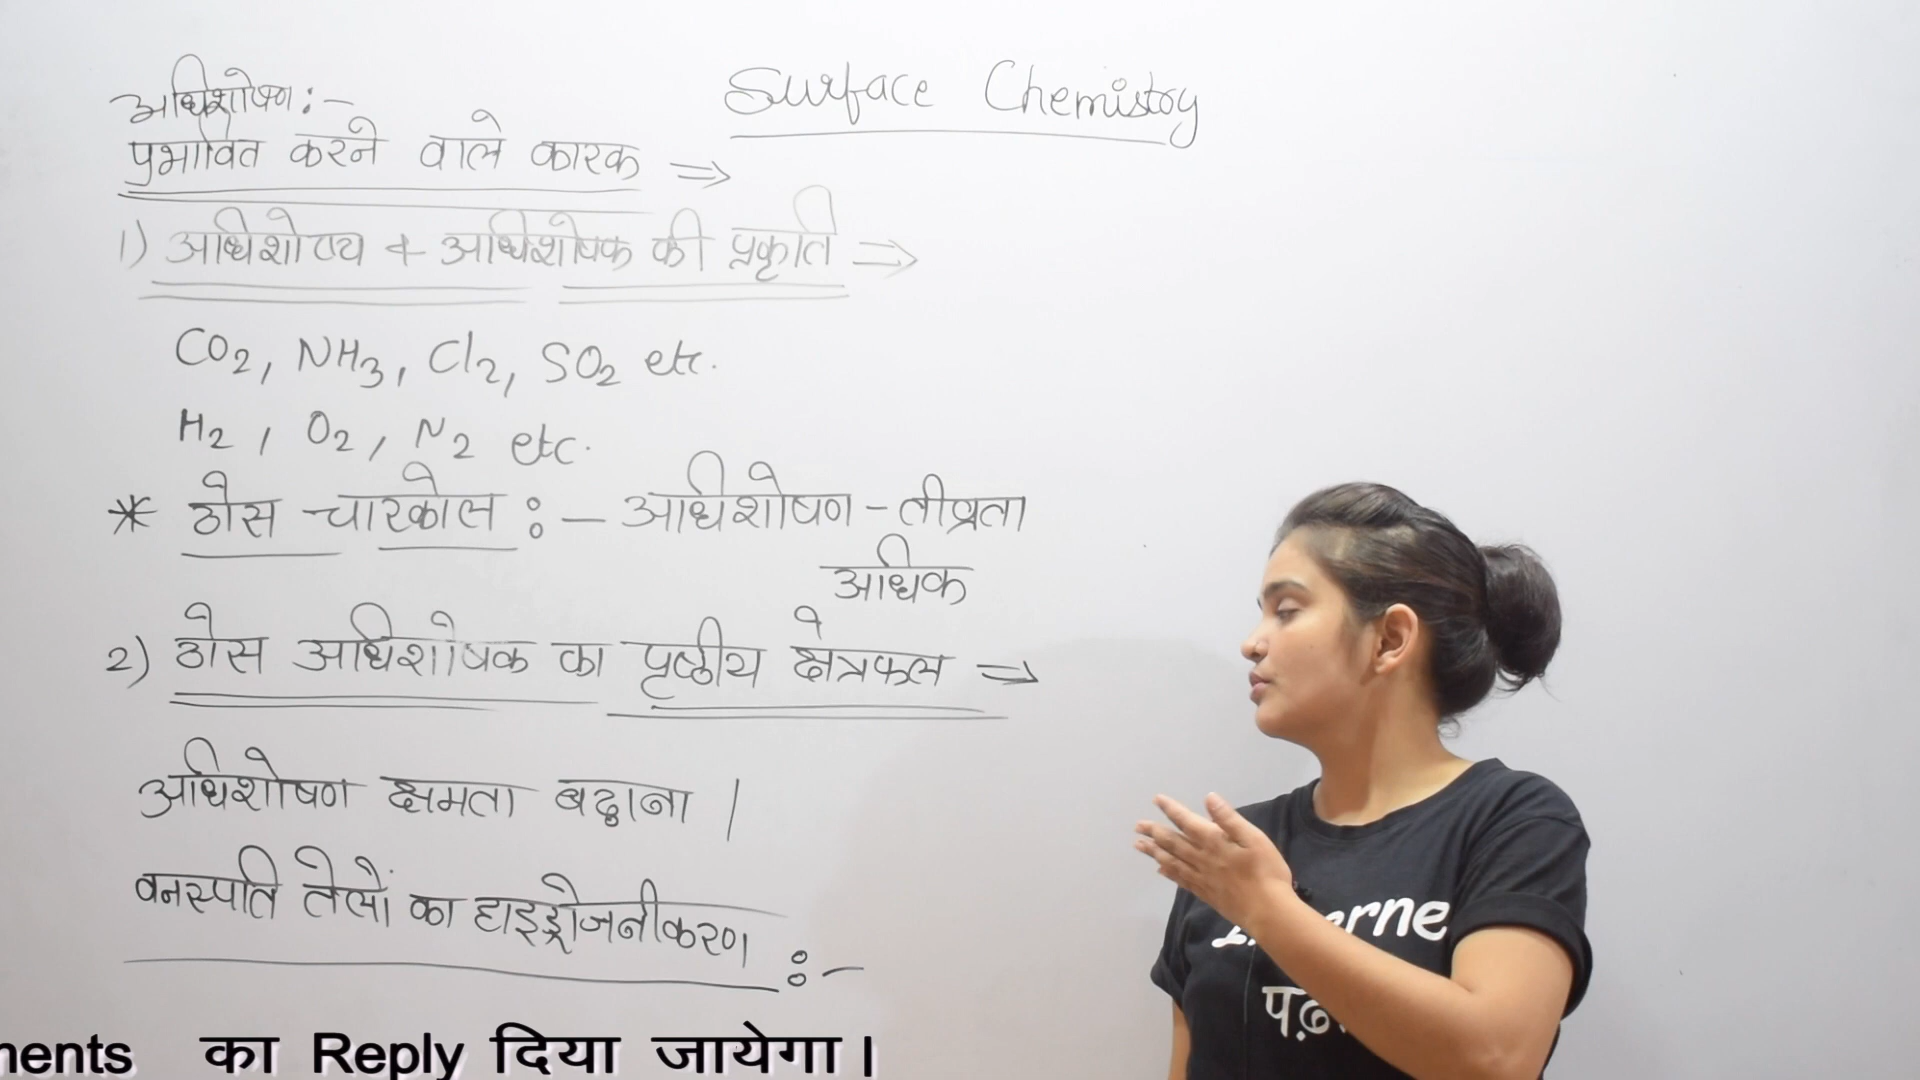 Surface Chemistry
अधिशोषण :-
प्रभावित करने वाले कारक ⇒
1) अधिशोष्य + अधिशोषक की प्रकृति ⇒
CO2, NH3, Cl2, SO2 etc.
H2, O2, N2 etc.
* ठोस चारकोल :- अधिशोषण - तीव्रता
अधिक
2) ठोस अधिशोषक का पृष्ठीय क्षेत्रफल ⇒
अधिशोषण क्षमता बढ़ाना |
वनस्पति तेलों का हाइड्रोजनीकरण :-
का Reply दिया जायेगा।